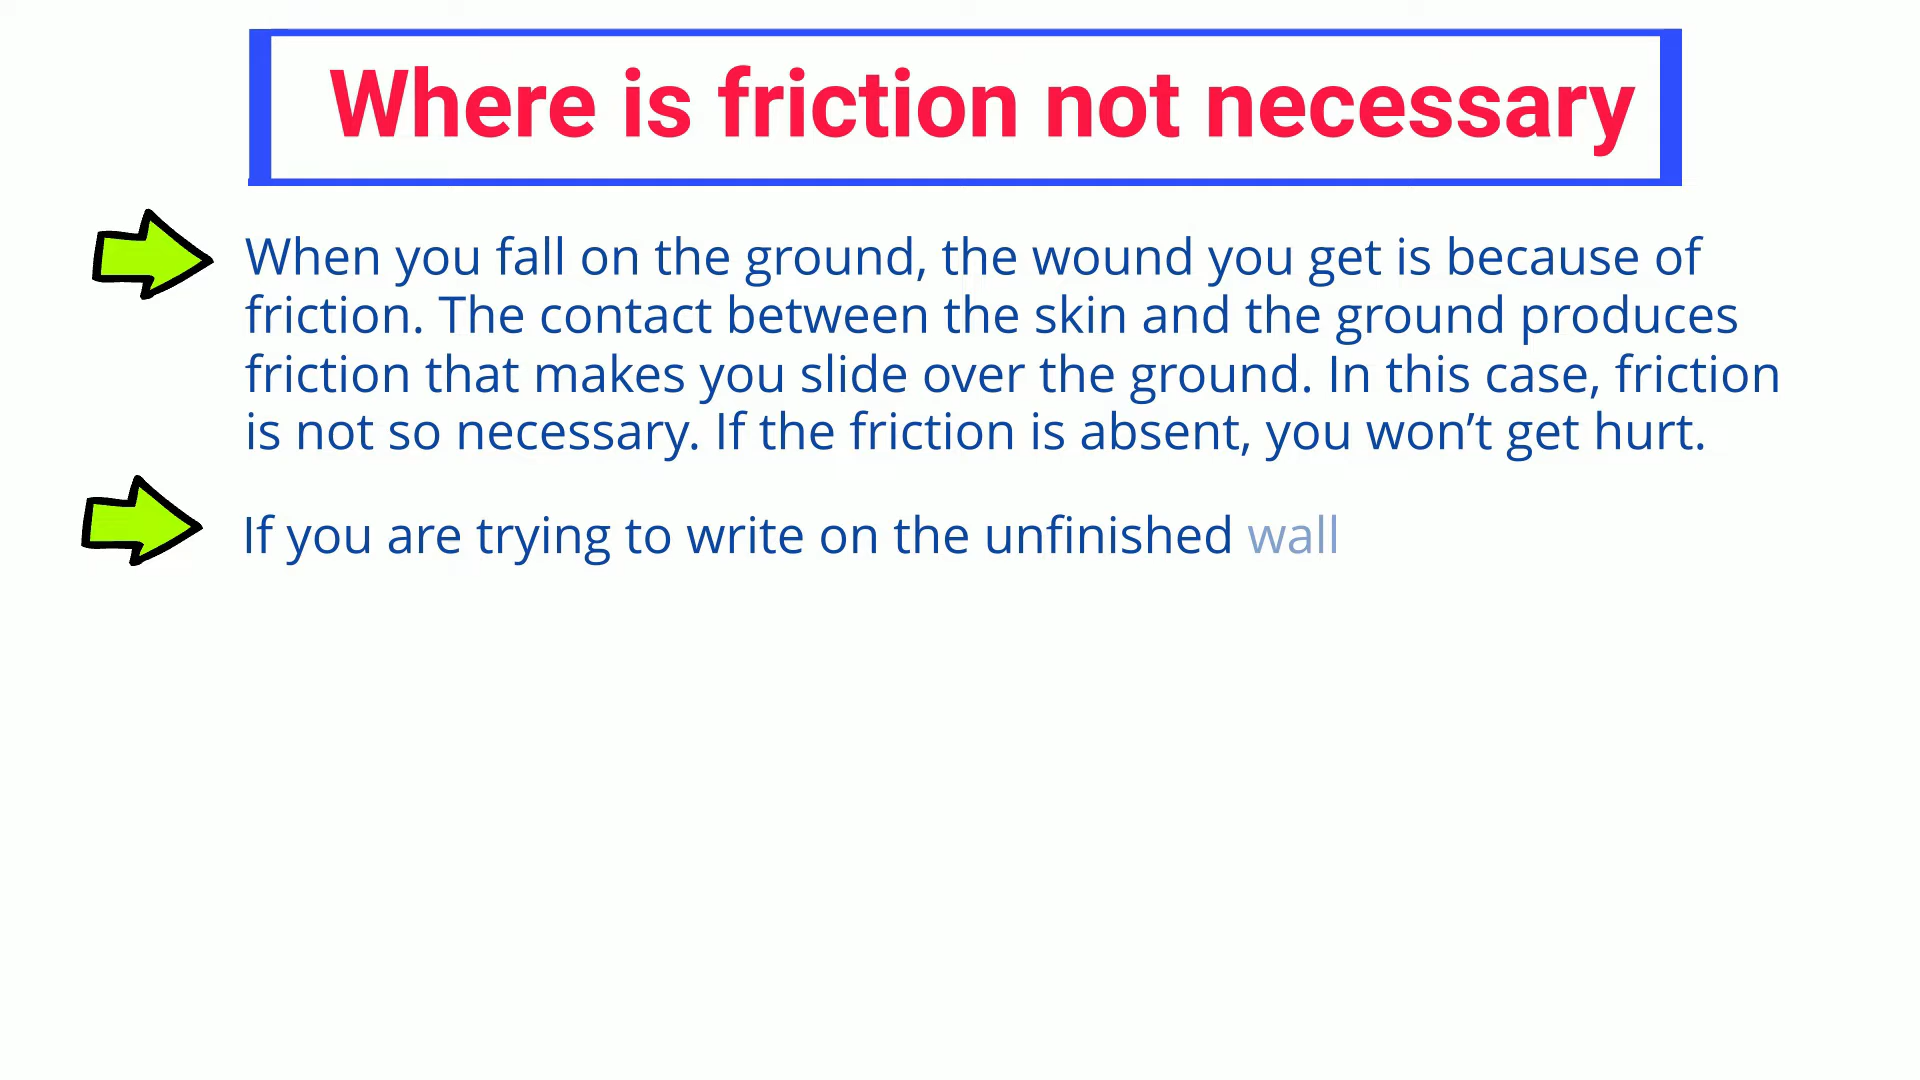 Where is friction not necessary
When you fall on the ground, the wound you get is because of
friction. The contact between the skin and the ground produces
friction that makes you slide over the ground. In this case, friction
is not so necessary. If the friction is absent, you won’t get hurt.
If you are trying to write on the unfinished wall